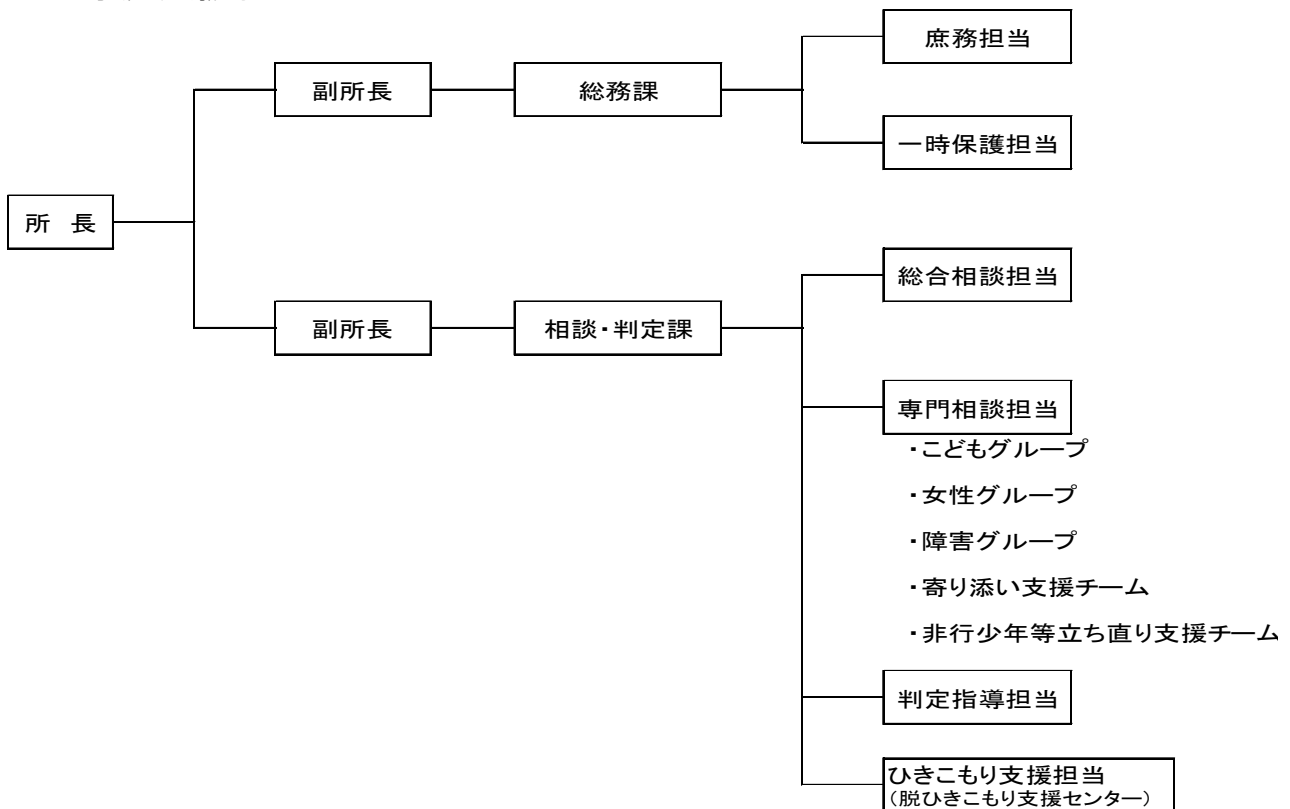 庶務担当
副所長
総務課
一時保護担当
所 長
総合相談担当
副所長
相談・判定課
専門相談担当
・こどもグループ
・女性グループ
・障害グループ
・寄り添い支援チーム
・非行少年等立ち直り支援チーム
判定指導担当
ひきこもり支援担当
(脱ひきこもり支援センター)